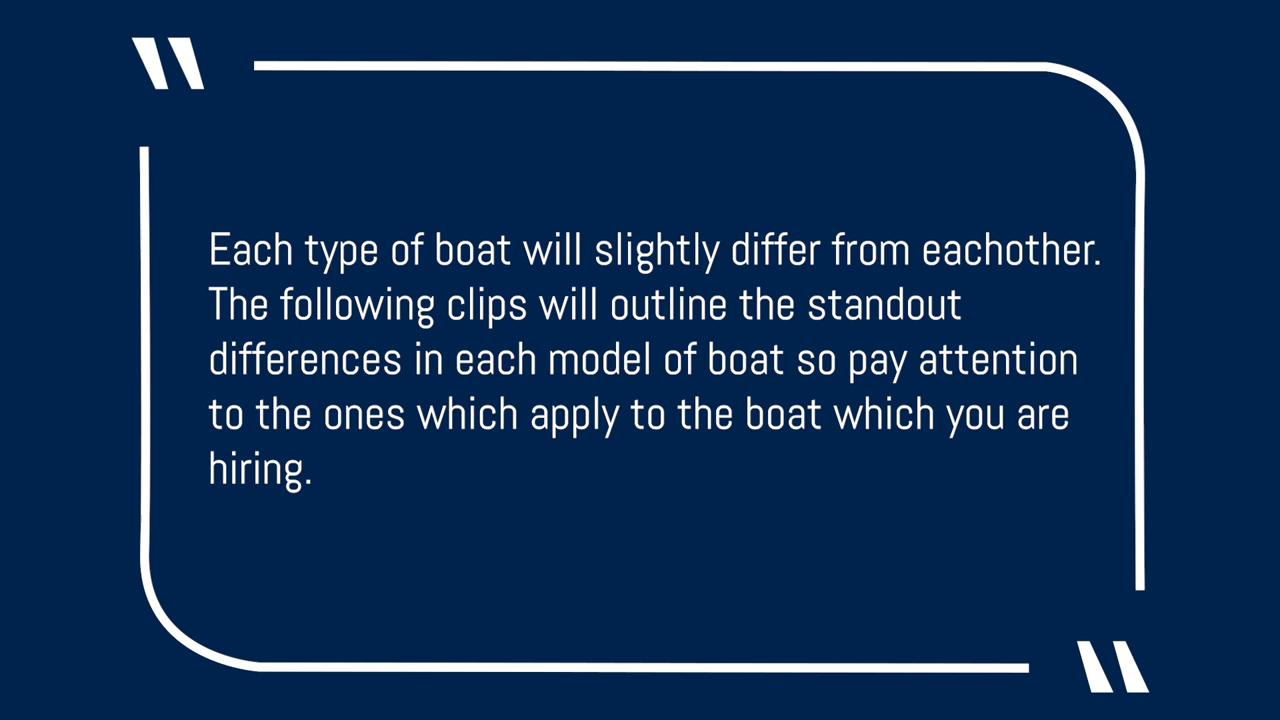 Each type of boat will slightly differ from eachother.
The following clips will outline the standout
differences in each model of boat so pay attention
to the ones which apply to the boat which you are
hiring.